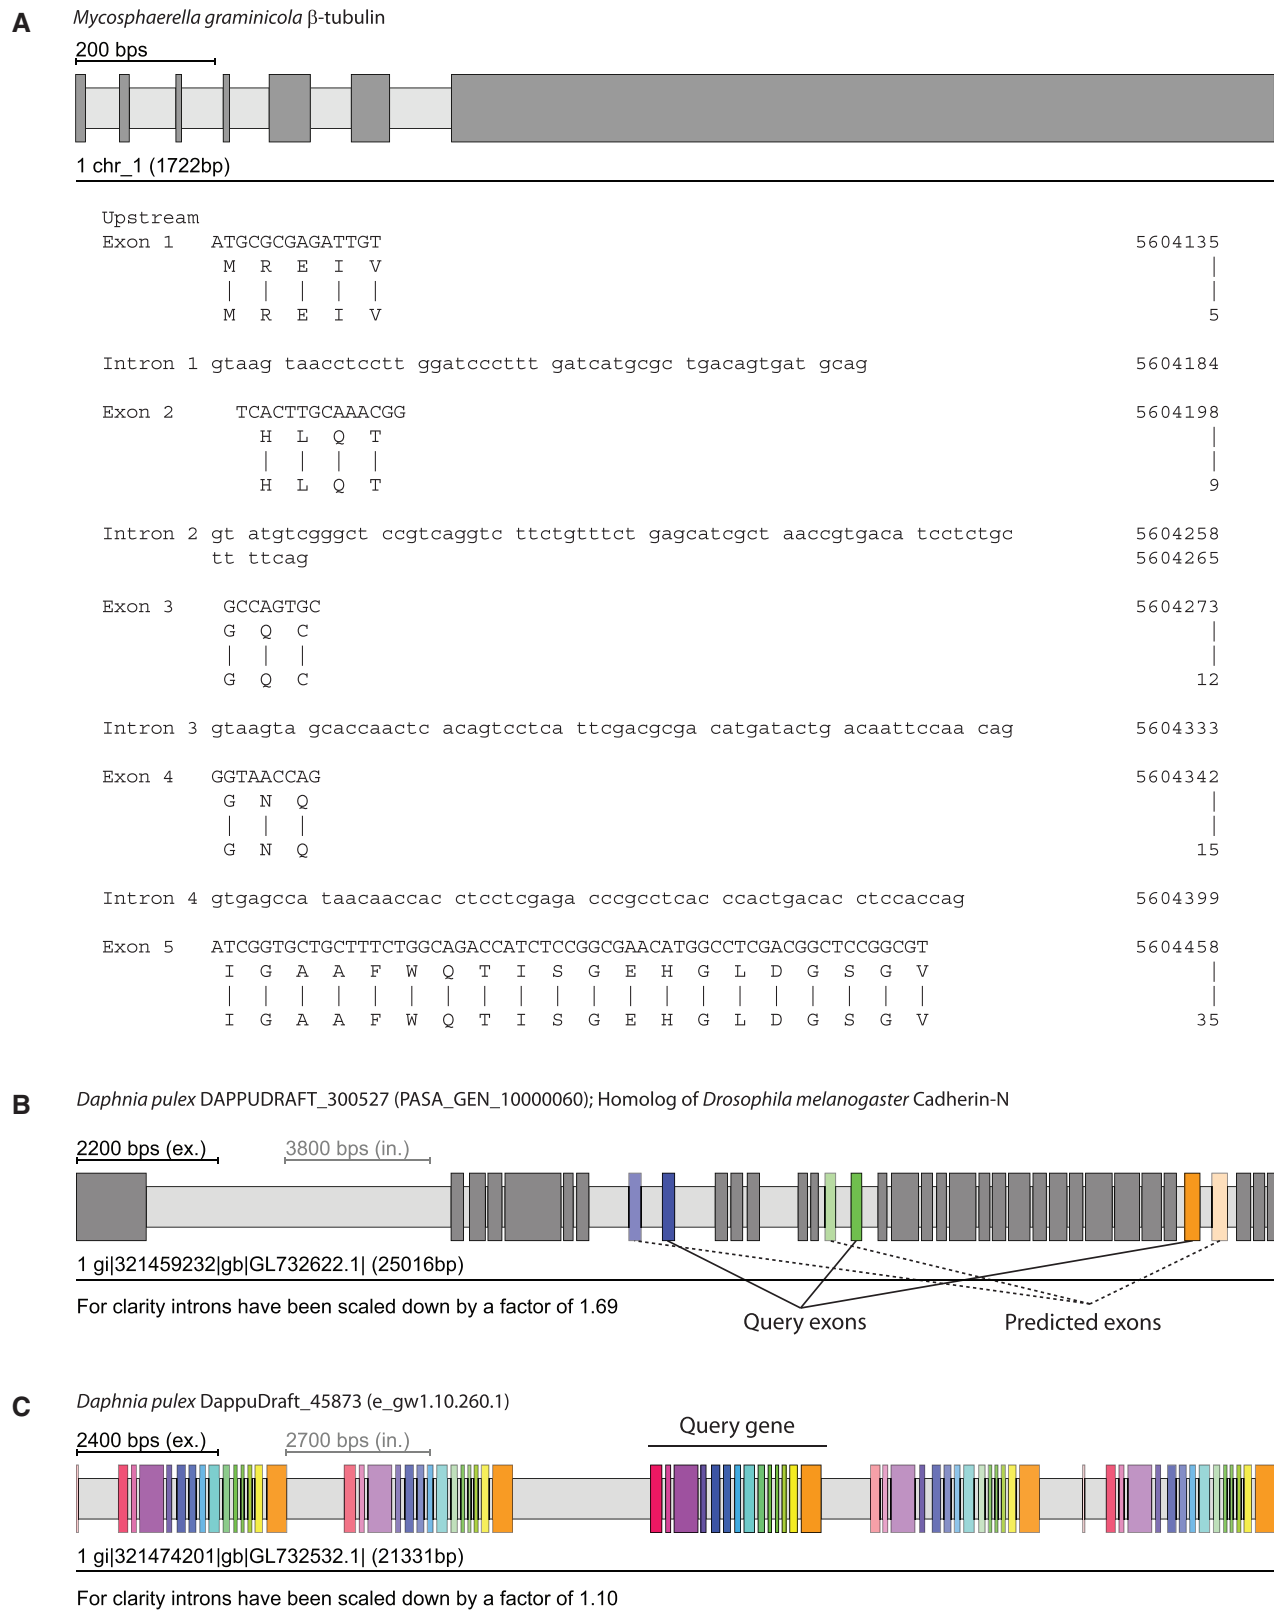 A
Mycosphaerella graminicola β-tubulin
200 bps
1 chr_1 (1722bp)
Upstream
Exon 1 ATGCGCGAGATTGT 5604135
M R E I V |
| | | | | |
M R E I V 5
Intron 1 gtaag taacctcctt ggatcccttt gatcatgcgc tgacagtgat gcag 5604184
Exon 2 TCACTTGCAAACGG 5604198
H L Q T |
| | | | |
H L Q T 9
Intron 2 gt atgtcgggct ccgtcaggtc ttctgtttct gagcatcgct aaccgtgaca tcctctgc 5604258
tt ttcag 5604265
Exon 3 GCCAGTGC 5604273
G Q C |
| | | |
G Q C 12
Intron 3 gtaagta gcaccaactc acagtcctca ttcgacgcga catgatactg acaattccaa cag 5604333
Exon 4 GGTAACCAG 5604342
G N Q |
| | | |
G N Q 15
Intron 4 gtgagcca taacaaccac ctcctcgaga cccgcctcac ccactgacac ctccaccag 5604399
Exon 5 ATCGGTGCTGCTTTCTGGCAGACCATCTCCGGCGAACATGGCCTCGACGGCTCCGGCGT 5604458
I G A A F W Q T I S G E H G L D G S G V |
| | | | | | | | | | | | | | | | | | | | |
I G A A F W Q T I S G E H G L D G S G V 35
B
Daphnia pulex DAPPUDRAFT_300527 (PASA_GEN_10000060); Homolog of Drosophila melanogaster Cadherin-N
2200 bps (ex.) 3800 bps (in.)
1 gi|321459232|gb|GL732622.1| (25016bp)
For clarity introns have been scaled down by a factor of 1.69
Query exons Predicted exons
C
Daphnia pulex DappuDraft_45873 (e_gw1.10.260.1)
Query gene
2400 bps (ex.) 2700 bps (in.)
1 gi|321474201|gb|GL732532.1| (21331bp)
For clarity introns have been scaled down by a factor of 1.10